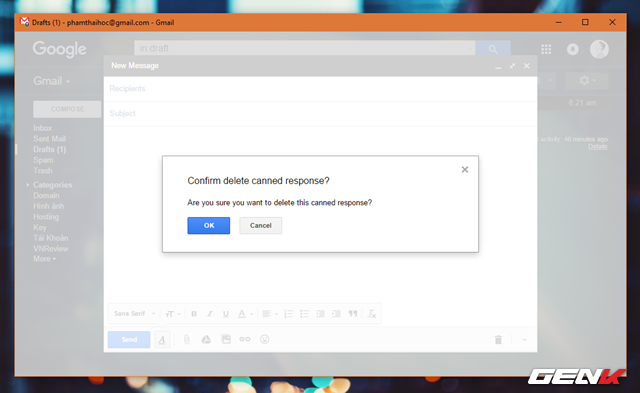 Drafts (1) - phamthaihoc@gmail.com - Gmail
Google
in:draft
Gmail
New Message
Recipients
COMPOSE
6:21 am
Subject
Inbox
Sent Mail
Drafts (1)
activity: 10 minutes ago
Details
Spam
Trash
Categories
Domain
Hình ảnh
Hosting
Key
Tài Khoản
VNReview
More
Confirm delete canned response?
Are you sure you want to delete this canned response?
OK
Cancel
Sans Serif
B I U A
Send
A
GENK